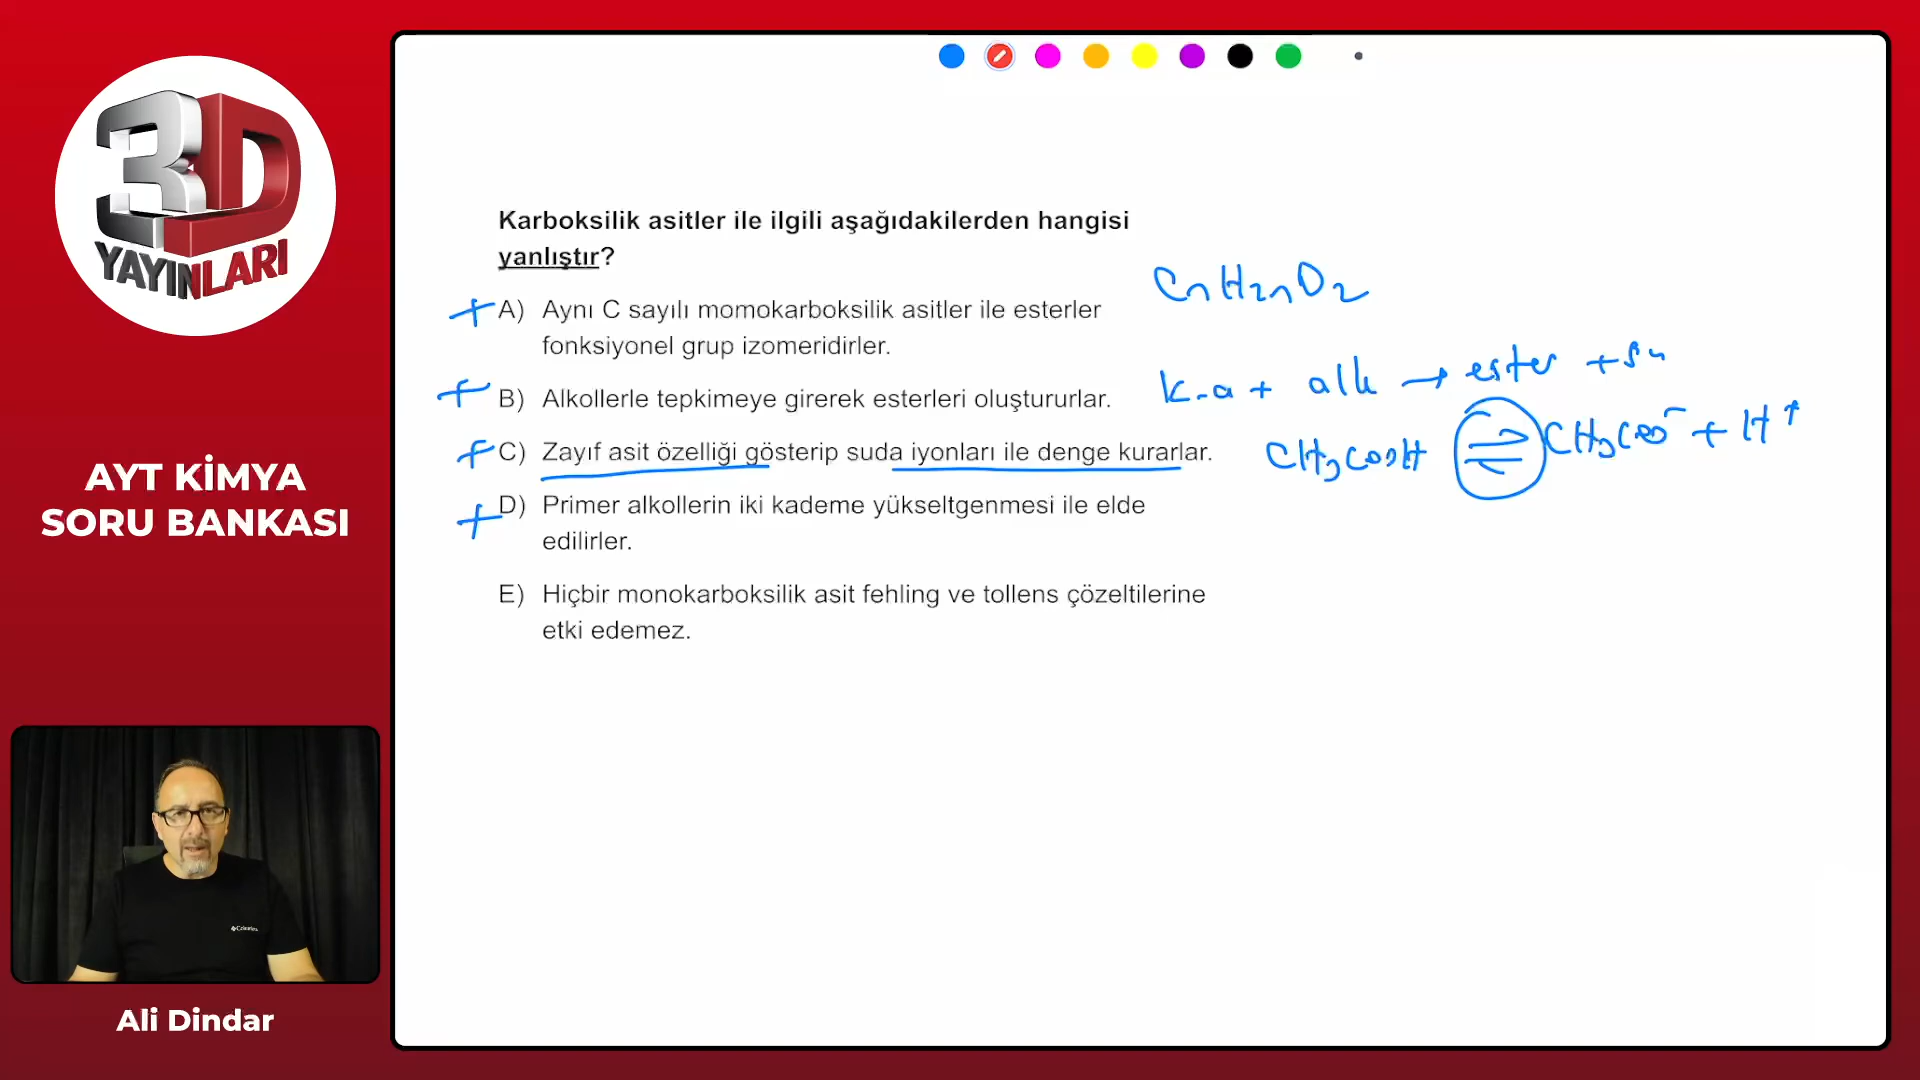 3D
YAYINLARI
AYT KİMYA
SORU BANKASI
Ali Dindar
Karboksilik asitler ile ilgili aşağıdakilerden hangisi
yanlıştır?
+ A) Aynı C sayılı momokarboksilik asitler ile esterler
fonksiyonel grup izomeridirler.
+ B) Alkollerle tepkimeye girerek esterleri oluştururlar.
+ C) Zayıf asit özelliği gösterip suda iyonları ile denge kurarlar.
+ D) Primer alkollerin iki kademe yükseltgenmesi ile elde
edilirler.
E) Hiçbir monokarboksilik asit fehling ve tollens çözeltilerine
etki edemez.
CnH2nO2
k.a + alk → ester + su
CH3COOH ⇌ CH3COO⁻ + H⁺
Columbia